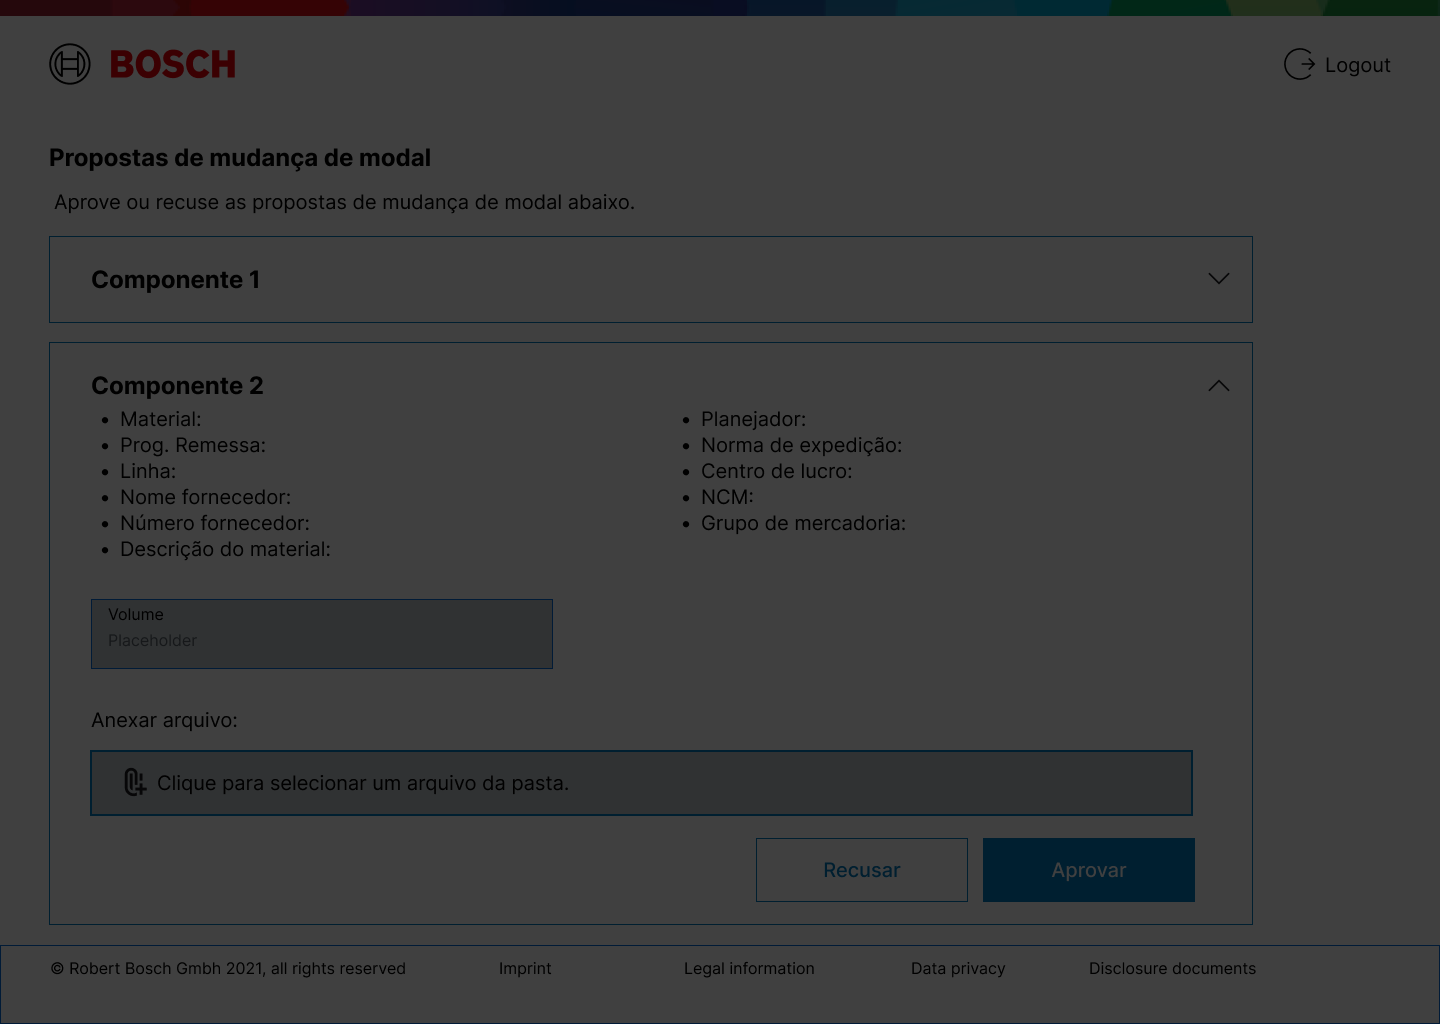 BOSCH
Logout
Propostas de mudança de modal
Aprove ou recuse as propostas de mudança de modal abaixo.
Componente 1
Componente 2
• Material:
• Prog. Remessa:
• Linha:
• Nome fornecedor:
• Número fornecedor:
• Descrição do material:
• Planejador:
• Norma de expedição:
• Centro de lucro:
• NCM:
• Grupo de mercadoria:
Volume
Placeholder
Anexar arquivo:
Clique para selecionar um arquivo da pasta.
Recusar
Aprovar
© Robert Bosch Gmbh 2021, all rights reserved
Imprint
Legal information
Data privacy
Disclosure documents